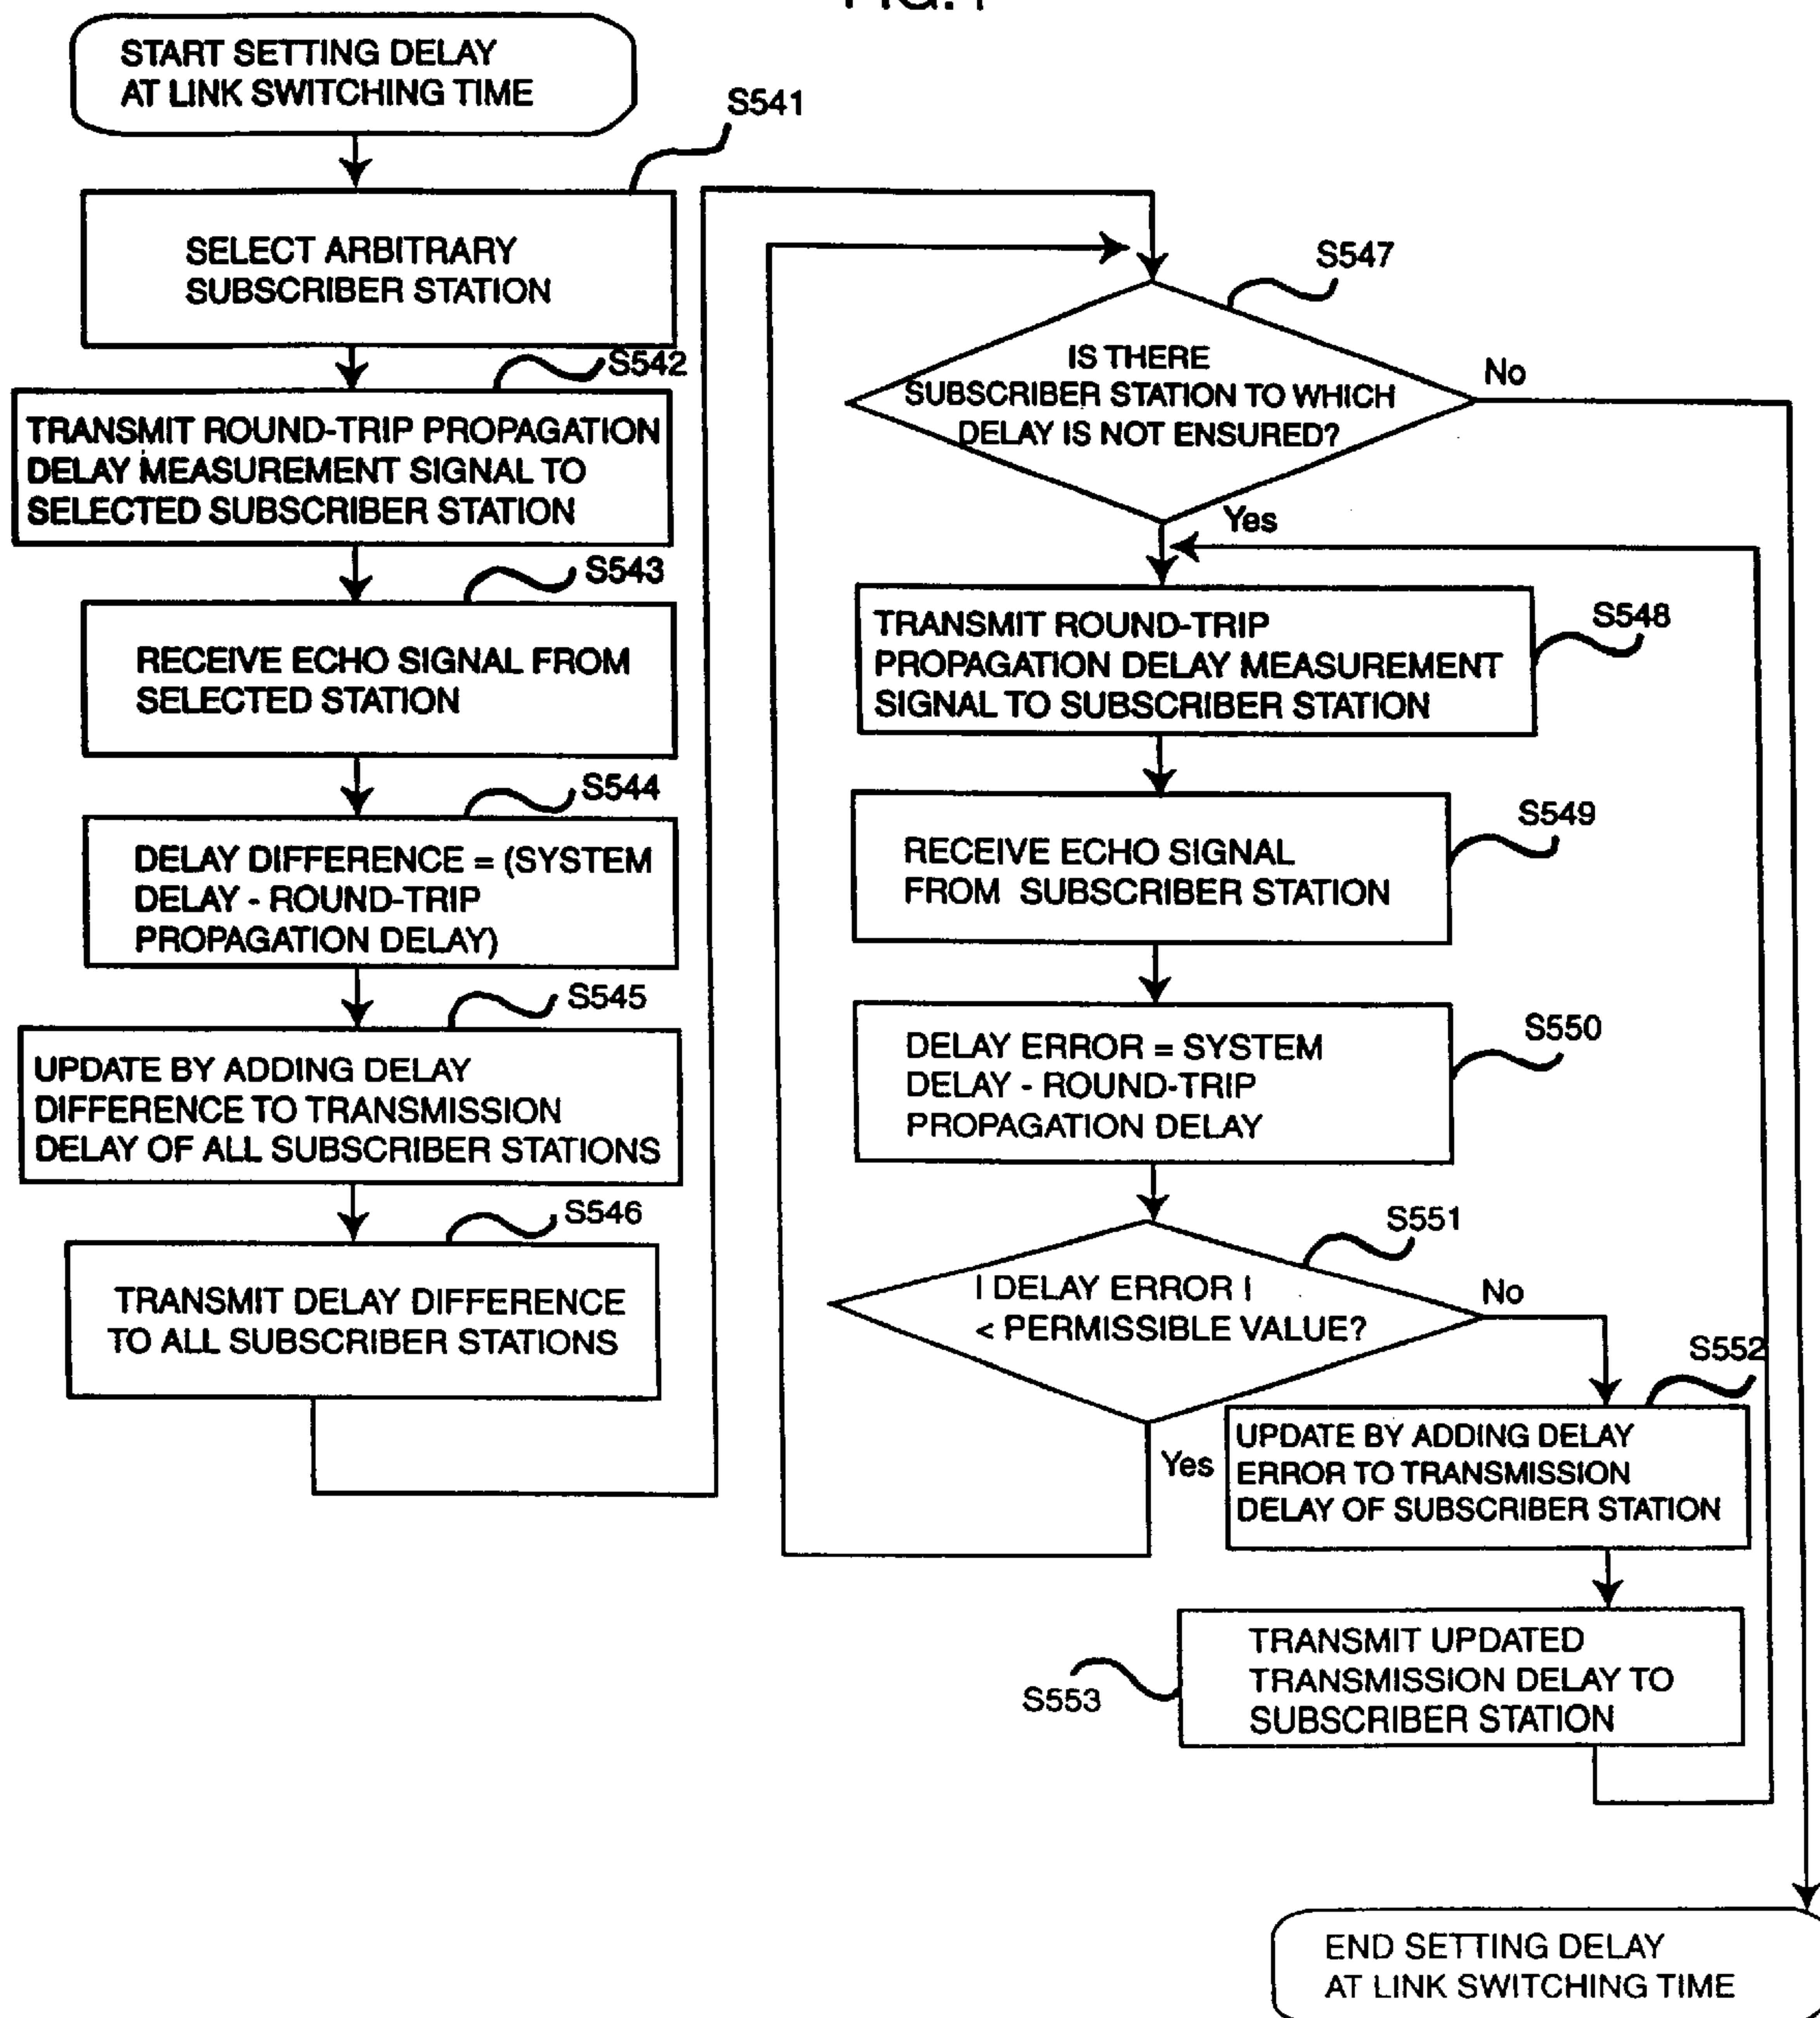 START SETTING DELAY
AT LINK SWITCHING TIME
S541
SELECT ARBITRARY
SUBSCRIBER STATION
S542
TRANSMIT ROUND-TRIP PROPAGATION
DELAY MEASUREMENT SIGNAL TO
SELECTED SUBSCRIBER STATION
S543
RECEIVE ECHO SIGNAL FROM
SELECTED STATION
S544
DELAY DIFFERENCE = (SYSTEM
DELAY - ROUND-TRIP
PROPAGATION DELAY)
S545
UPDATE BY ADDING DELAY
DIFFERENCE TO TRANSMISSION
DELAY OF ALL SUBSCRIBER STATIONS
S546
TRANSMIT DELAY DIFFERENCE
TO ALL SUBSCRIBER STATIONS
S547
IS THERE
SUBSCRIBER STATION TO WHICH
DELAY IS NOT ENSURED?
No
Yes
S548
TRANSMIT ROUND-TRIP
PROPAGATION DELAY MEASUREMENT
SIGNAL TO SUBSCRIBER STATION
S549
RECEIVE ECHO SIGNAL
FROM SUBSCRIBER STATION
S550
DELAY ERROR = SYSTEM
DELAY - ROUND-TRIP
PROPAGATION DELAY
S551
I DELAY ERROR I
< PERMISSIBLE VALUE?
No
Yes
S552
UPDATE BY ADDING DELAY
ERROR TO TRANSMISSION
DELAY OF SUBSCRIBER STATION
S553
TRANSMIT UPDATED
TRANSMISSION DELAY TO
SUBSCRIBER STATION
END SETTING DELAY
AT LINK SWITCHING TIME